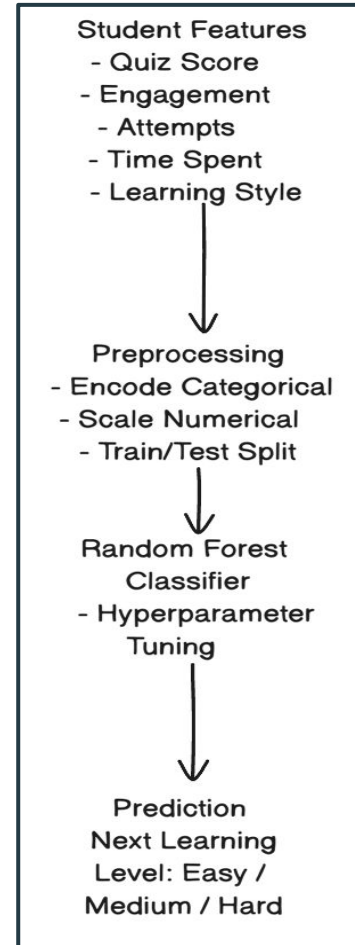 Student Features
- Quiz Score
- Engagement
- Attempts
- Time Spent
- Learning Style
Preprocessing
- Encode Categorical
- Scale Numerical
- Train/Test Split
Random Forest
Classifier
- Hyperparameter
Tuning
Prediction
Next Learning
Level: Easy /
Medium / Hard